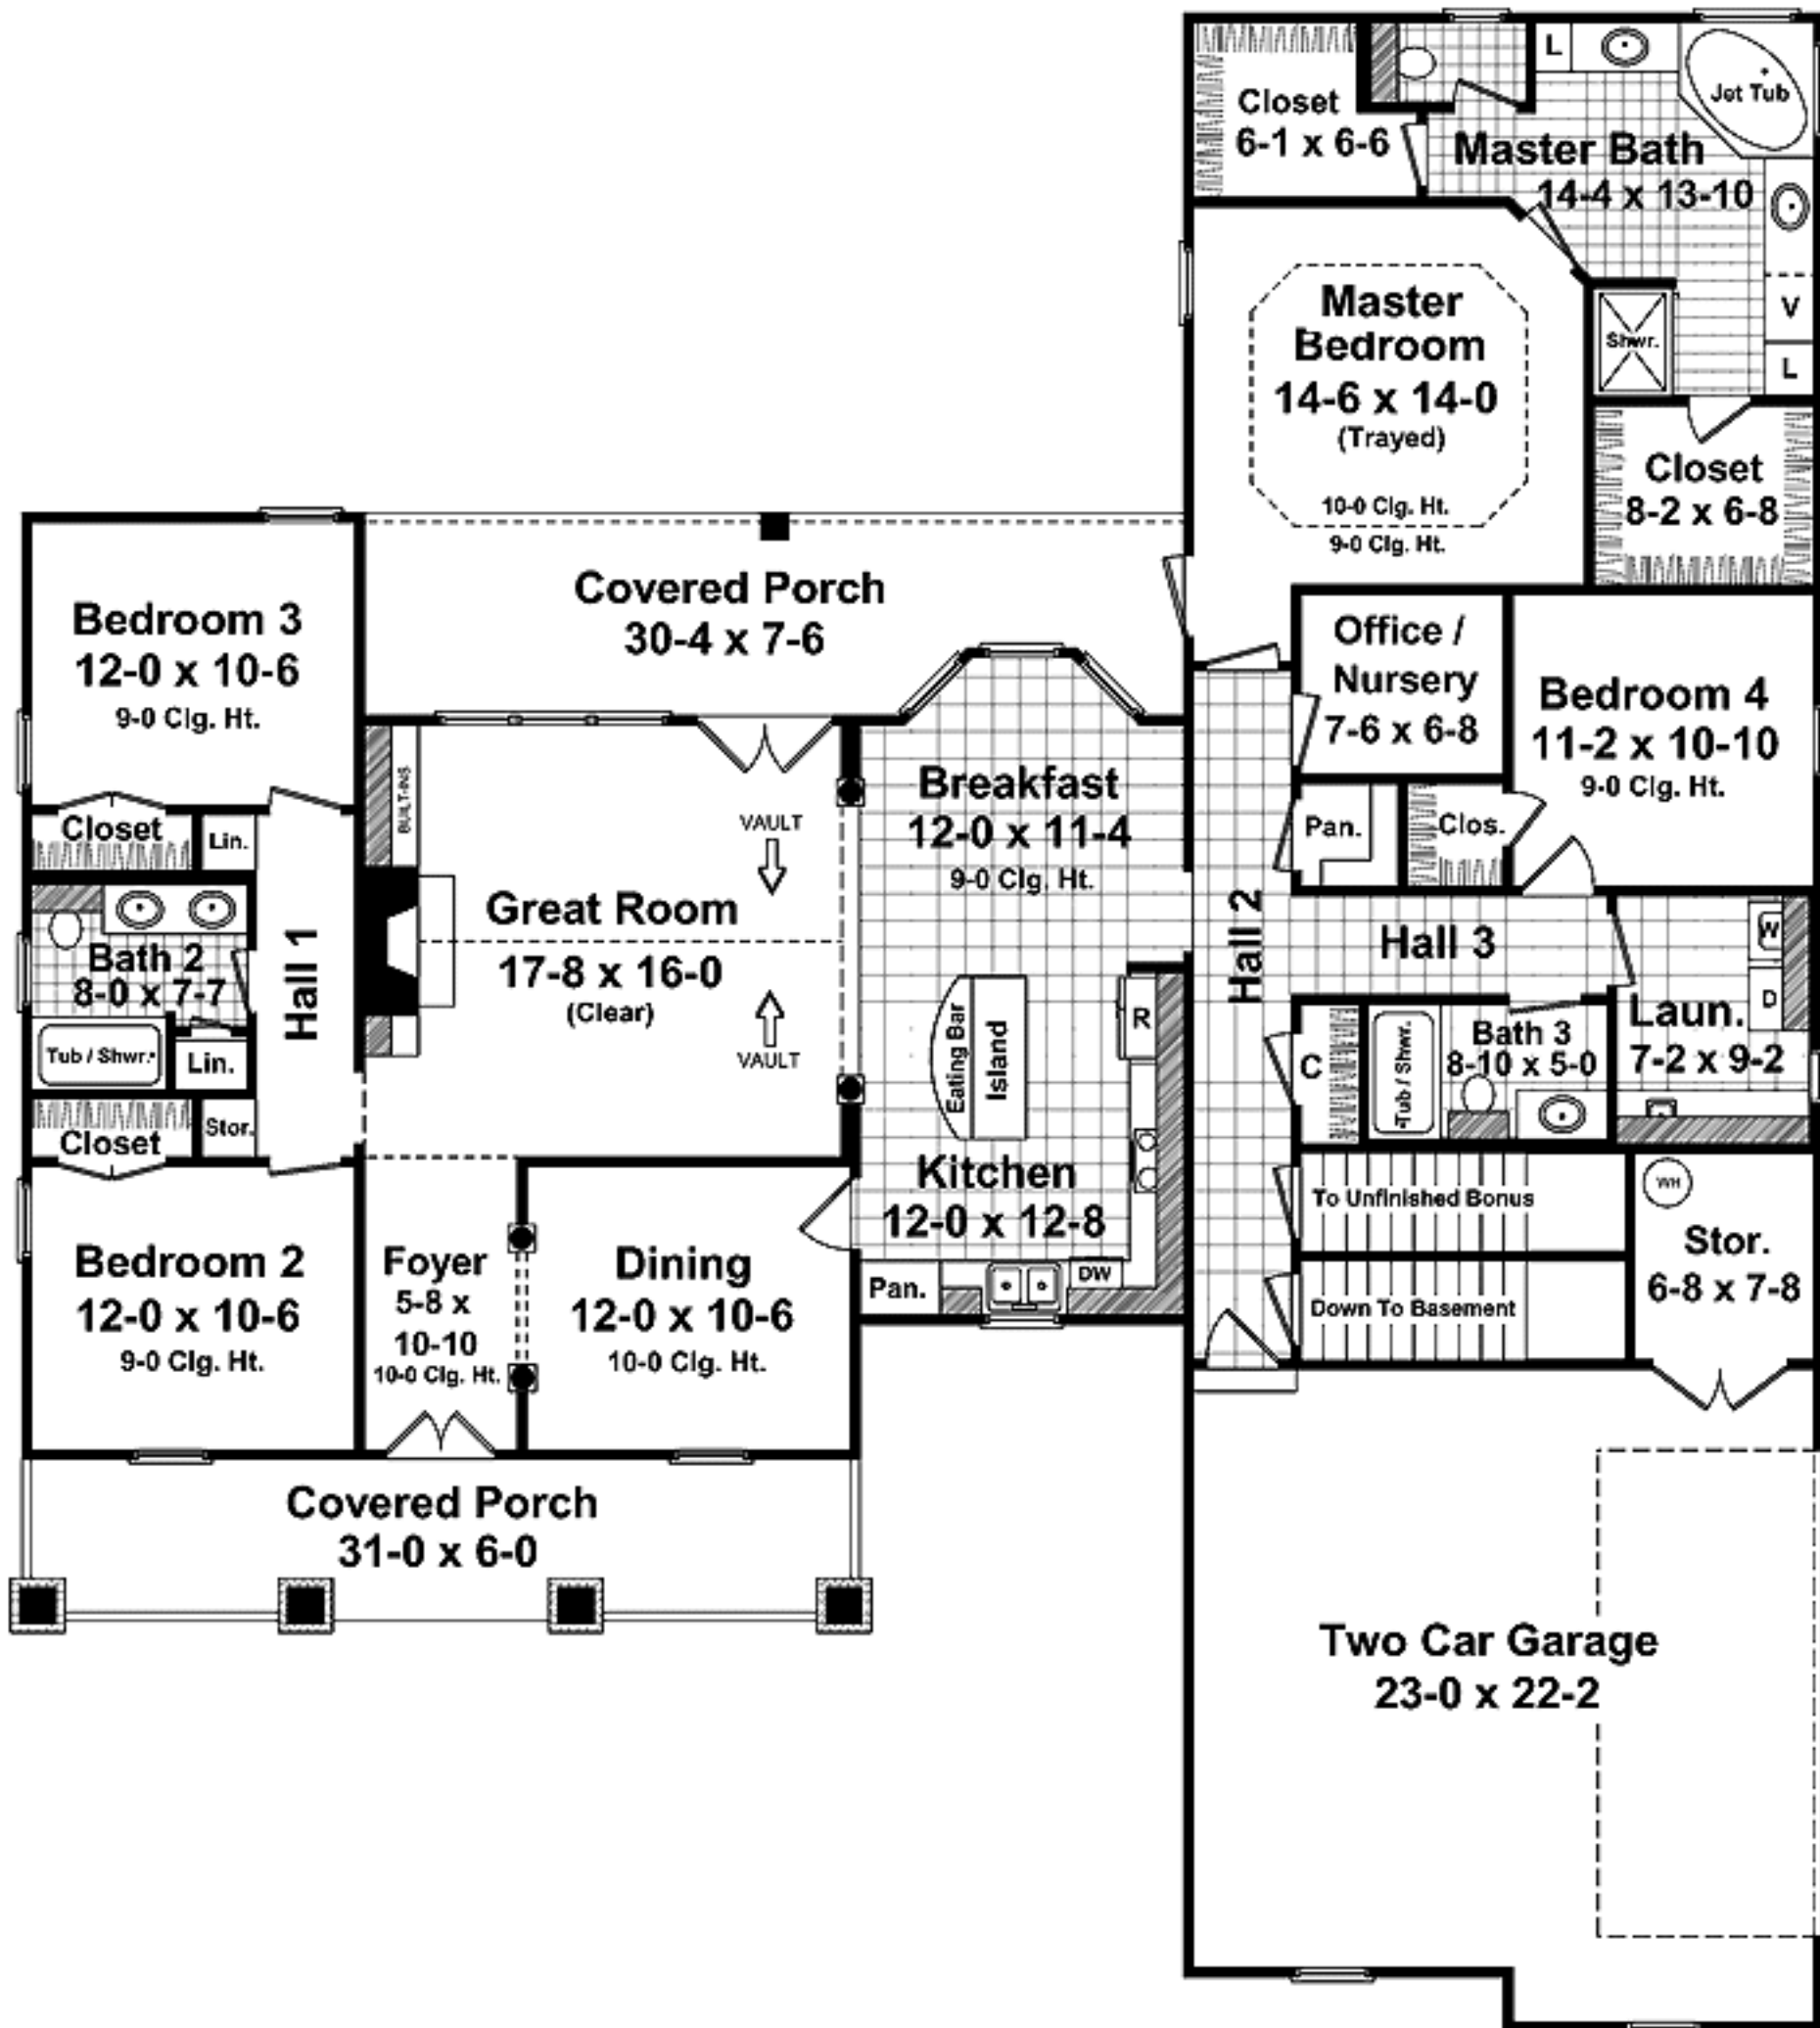 L
Jet Tub
Closet
6-1 x 6-6
Master Bath
14-4 x 13-10
Master
Bedroom
14-6 x 14-0
(Trayed)
10-0 Clg. Ht.
9-0 Clg. Ht.
Shwr.
V
L
Closet
8-2 x 6-8
Bedroom 3
12-0 x 10-6
9-0 Clg. Ht.
Covered Porch
30-4 x 7-6
Office /
Nursery
7-6 x 6-8
Bedroom 4
11-2 x 10-10
9-0 Clg. Ht.
Closet
Lin.
BUILT-INS
VAULT
Great Room
17-8 x 16-0
(Clear)
VAULT
Breakfast
12-0 x 11-4
9-0 Clg. Ht.
Pan.
Clos.
Bath 2
8-0 x 7-7
Tub / Shwr.
Lin.
Hall 1
Closet
Stor.
Eating Bar
Island
R
Hall 2
Hall 3
W
D
Laun.
7-2 x 9-2
C
Tub / Shwr.
Bath 3
8-10 x 5-0
Kitchen
12-0 x 12-8
DW
Pan.
To Unfinished Bonus
Down To Basement
WH
Stor.
6-8 x 7-8
Bedroom 2
12-0 x 10-6
9-0 Clg. Ht.
Foyer
5-8 x
10-10
10-0 Clg. Ht.
Dining
12-0 x 10-6
10-0 Clg. Ht.
Covered Porch
31-0 x 6-0
Two Car Garage
23-0 x 22-2